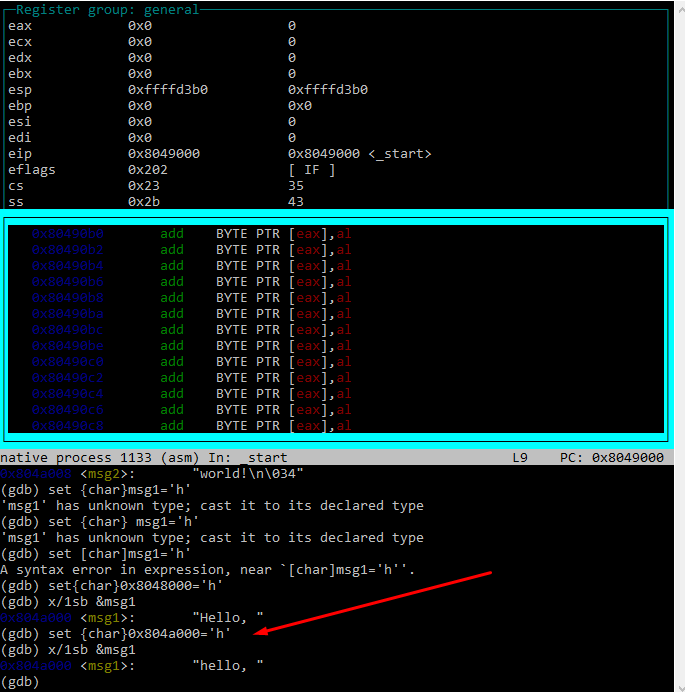 Register group: general
eax 0x0 0
ecx 0x0 0
edx 0x0 0
ebx 0x0 0
esp 0xffffd3b0 0xffffd3b0
ebp 0x0 0x0
esi 0x0 0
edi 0x0 0
eip 0x8049000 0x8049000 <_start>
eflags 0x202 [ IF ]
cs 0x23 35
ss 0x2b 43
0x80490b0 add BYTE PTR [eax],al
0x80490b2 add BYTE PTR [eax],al
0x80490b4 add BYTE PTR [eax],al
0x80490b6 add BYTE PTR [eax],al
0x80490b8 add BYTE PTR [eax],al
0x80490ba add BYTE PTR [eax],al
0x80490bc add BYTE PTR [eax],al
0x80490be add BYTE PTR [eax],al
0x80490c0 add BYTE PTR [eax],al
0x80490c2 add BYTE PTR [eax],al
0x80490c4 add BYTE PTR [eax],al
0x80490c6 add BYTE PTR [eax],al
0x80490c8 add BYTE PTR [eax],al
native process 1133 (asm) In: _start L9 PC: 0x8049000
0x804a008 <msg2>: "world!\n\034"
(gdb) set {char}msg1='h'
'msg1' has unknown type; cast it to its declared type
(gdb) set {char} msg1='h'
'msg1' has unknown type; cast it to its declared type
(gdb) set [char]msg1='h'
A syntax error in expression, near `[char]msg1='h''.
(gdb) set{char}0x8048000='h'
(gdb) x/1sb &msg1
0x804a000 <msg1>: "Hello, "
(gdb) set {char}0x804a000='h'
(gdb) x/1sb &msg1
0x804a000 <msg1>: "hello, "
(gdb)